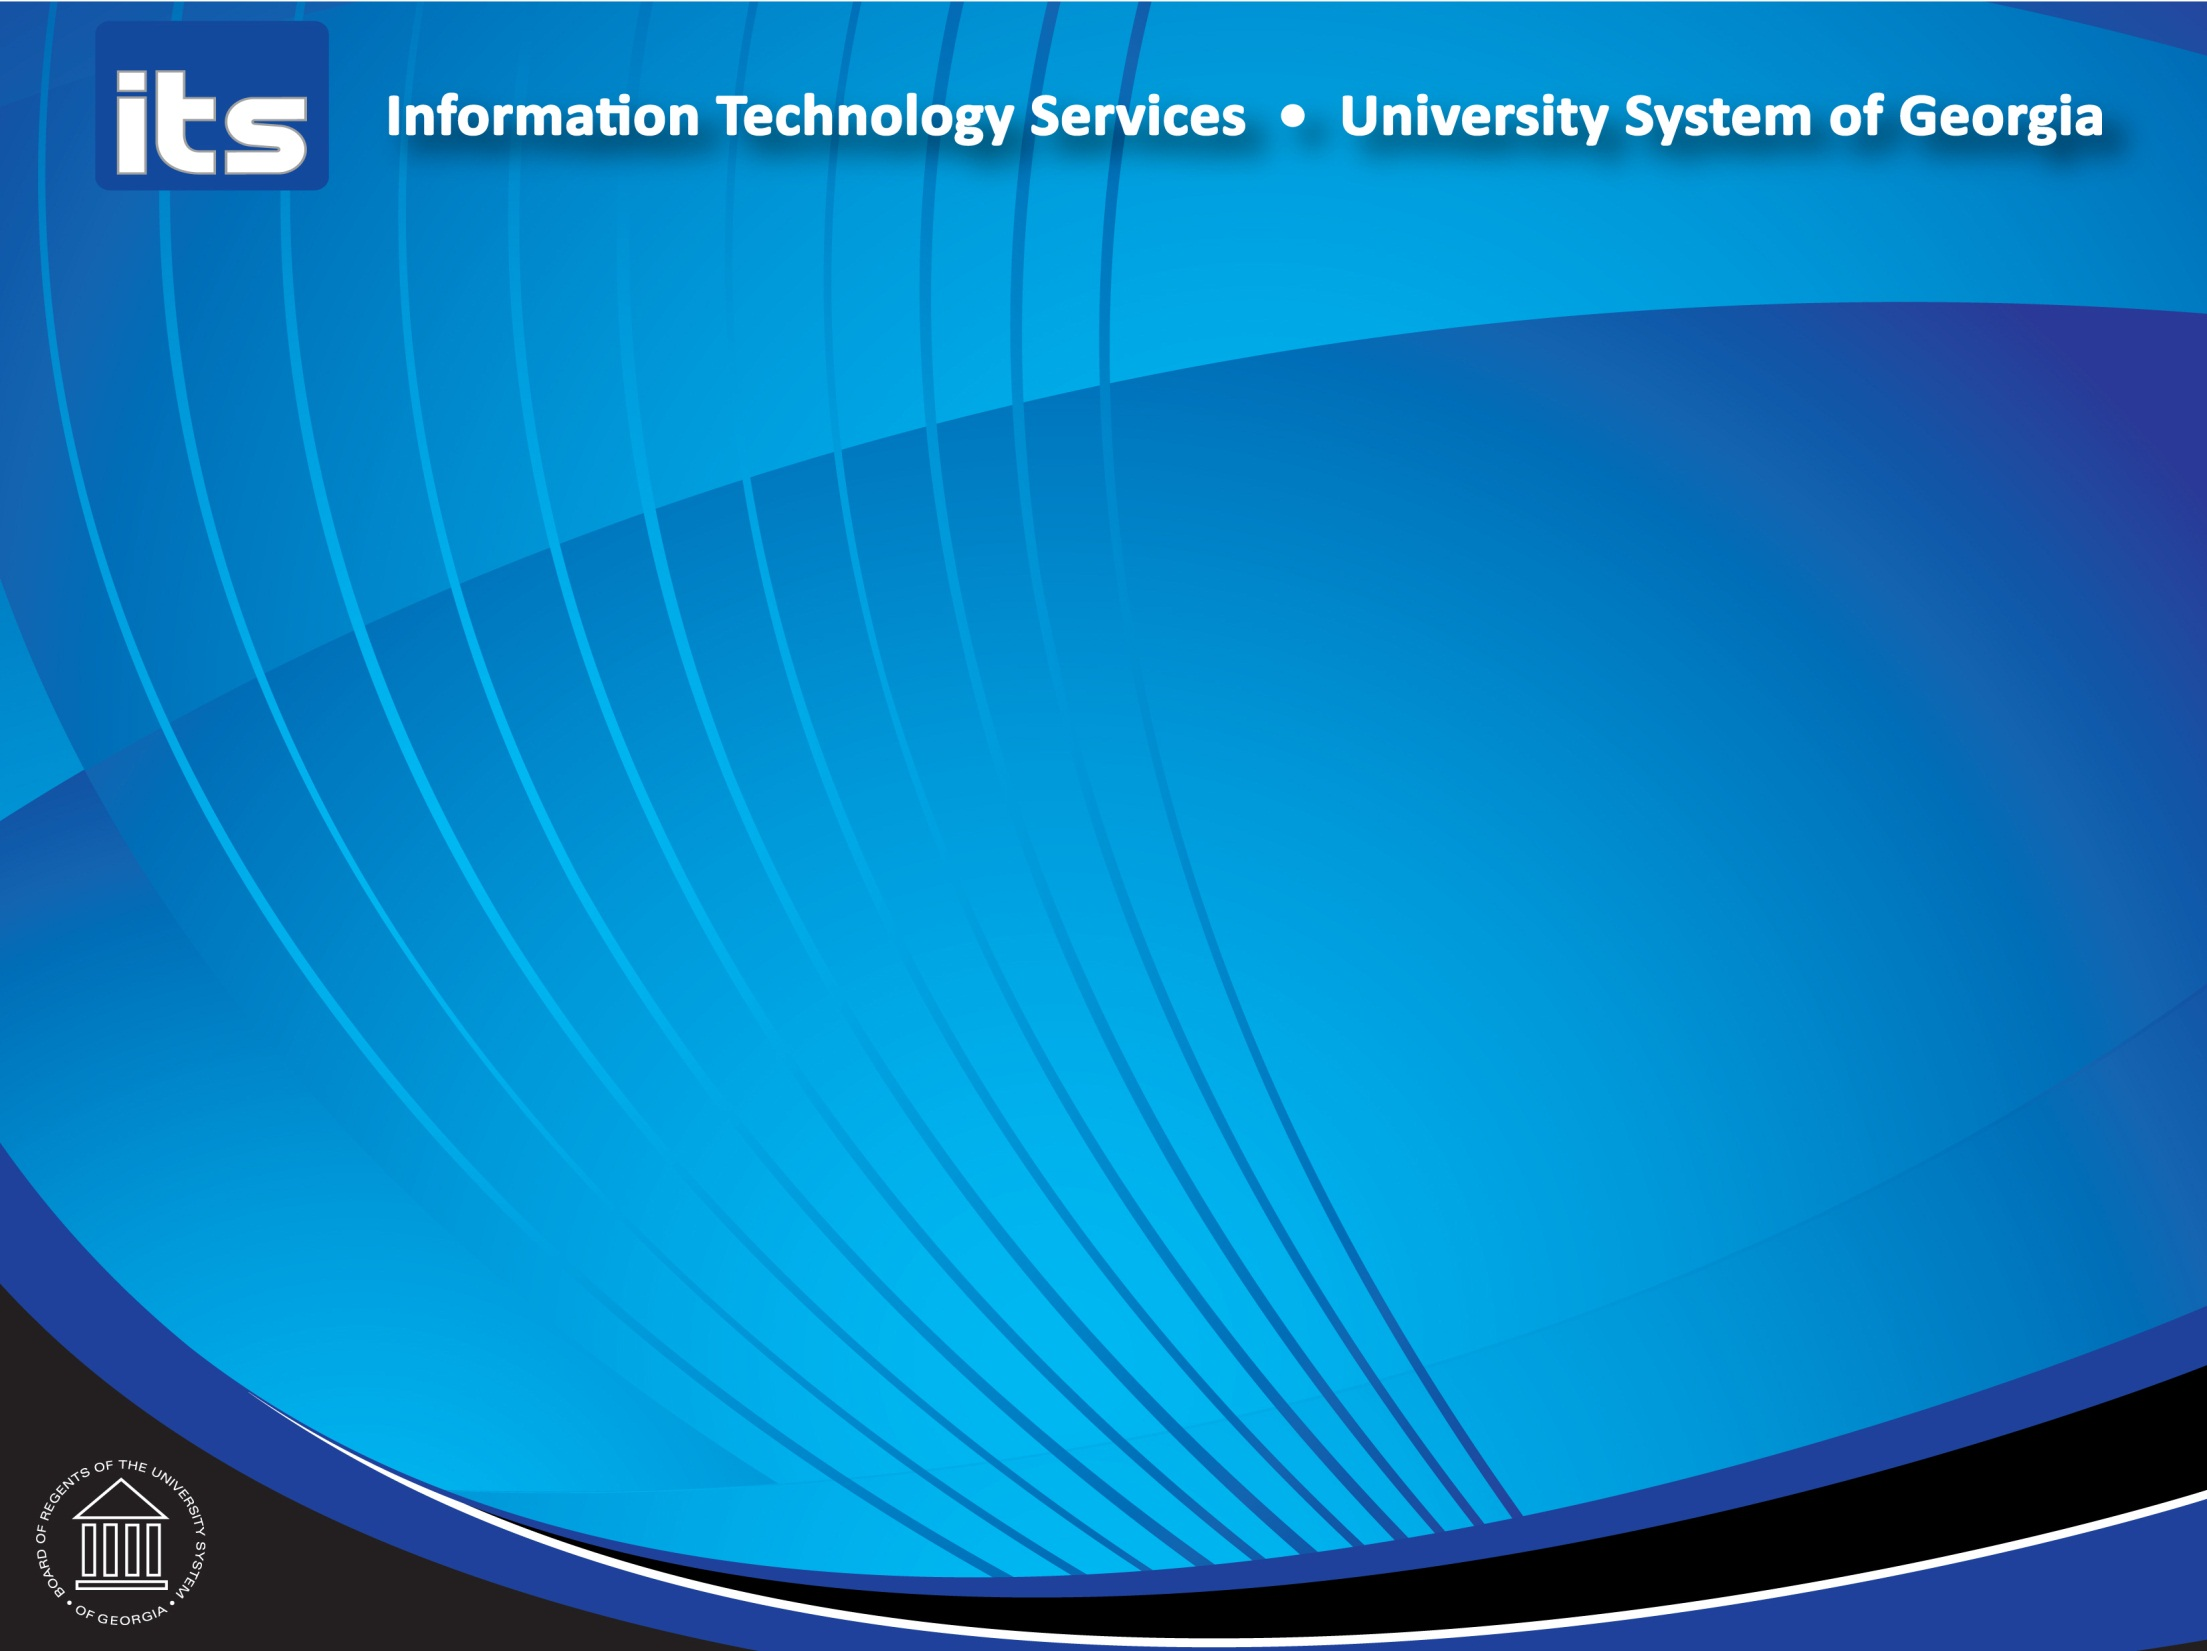 its
Information Technology Services • University System of Georgia
BOARD OF REGENTS OF THE UNIVERSITY SYSTEM
• OF GEORGIA •